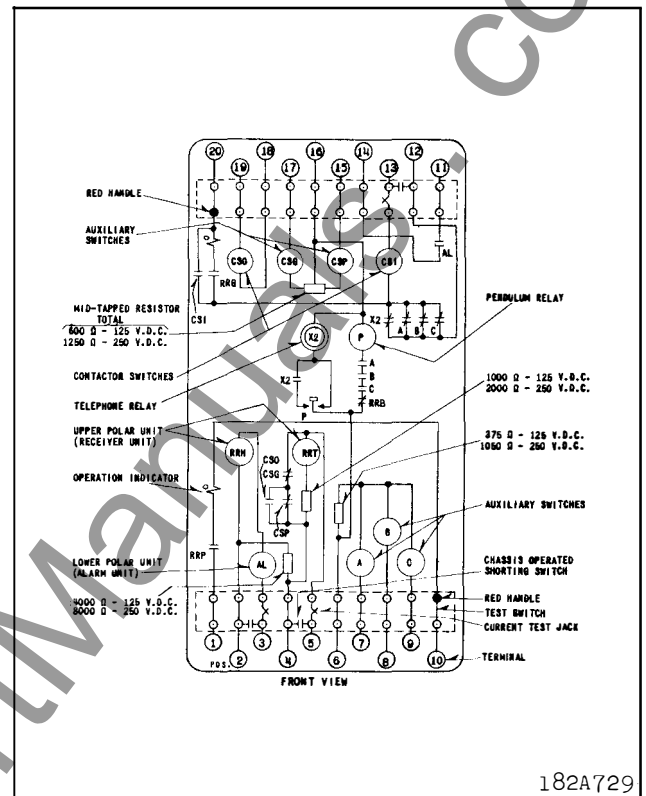 20 19 18 17 16 15 14 13 12 11
RED HANDLE
AUXILIARY
SWITCHES
AL
CSO CSG CSP CSI
RRG
CSI
MID-TAPPED RESISTOR
TOTAL
600 Ω - 125 V.D.C.
1250 Ω - 250 V.D.C.
X2 A B C
PENDULUM RELAY
X2 P
CONTACTOR SWITCHES
A
B
C
RRB
X2
P
1000 Ω - 125 V.D.C.
2000 Ω - 250 V.D.C.
TELEPHONE RELAY
UPPER POLAR UNIT
(RECEIVER UNIT)
RRH RRT
CSO
CSG
CSP
375 Ω - 125 V.D.C.
1050 Ω - 250 V.D.C.
OPERATION INDICATOR
AUXILIARY SWITCHES
RRP
B
LOWER POLAR UNIT
(ALARM UNIT)
AL A C
CHASSIS OPERATED
SHORTING SWITCH
4000 Ω - 125 V.D.C.
8000 Ω - 250 V.D.C.
RED HANDLE
TEST SWITCH
CURRENT TEST JACK
1 2 3 4 5 6 7 8 9 10
TERMINAL
POS.
FRONT VIEW
182A729